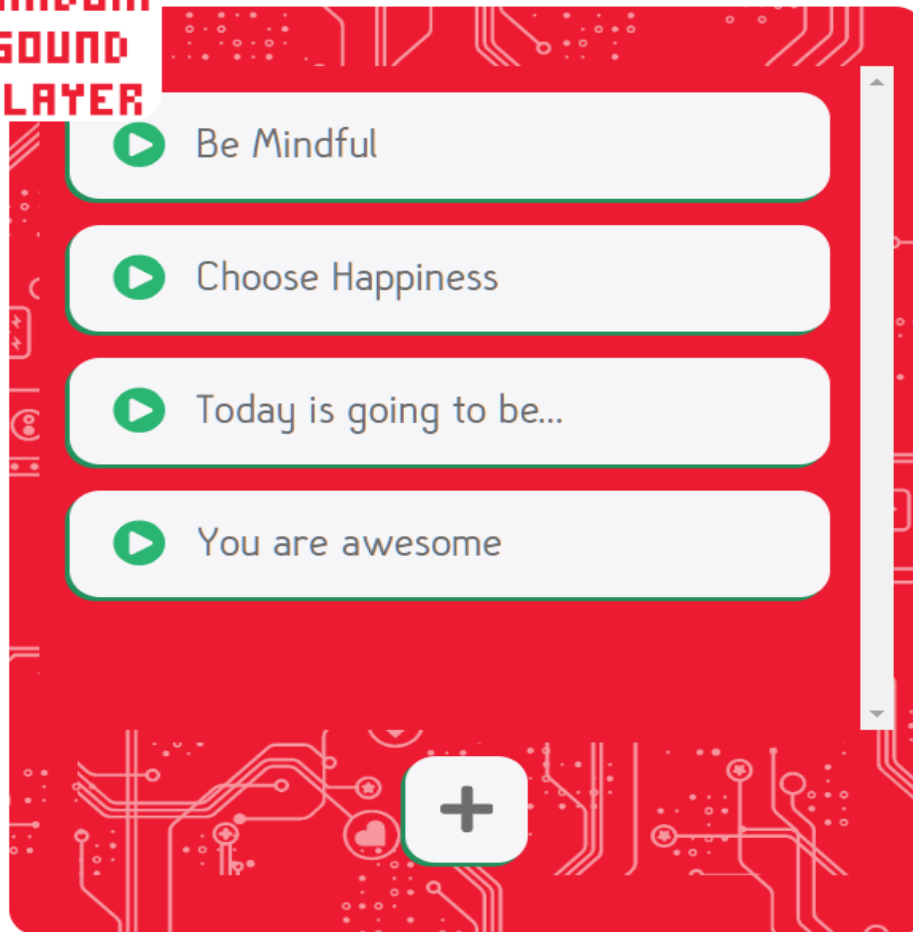 SOUND
LAYER
Be Mindful
Choose Happiness
Today is going to be...
You are awesome